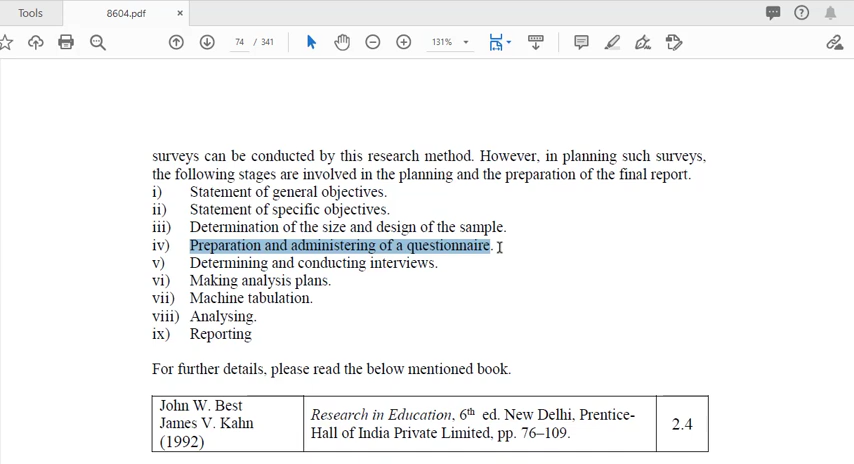 Tools 8604.pdf ×
74 / 341 131%
surveys can be conducted by this research method. However, in planning such surveys,
the following stages are involved in the planning and the preparation of the final report.
i) Statement of general objectives.
ii) Statement of specific objectives.
iii) Determination of the size and design of the sample.
iv) Preparation and administering of a questionnaire.
v) Determining and conducting interviews.
vi) Making analysis plans.
vii) Machine tabulation.
viii) Analysing.
ix) Reporting
For further details, please read the below mentioned book.
John W. Best
James V. Kahn
(1992)
Research in Education, 6th ed. New Delhi, Prentice-
Hall of India Private Limited, pp. 76–109.
2.4